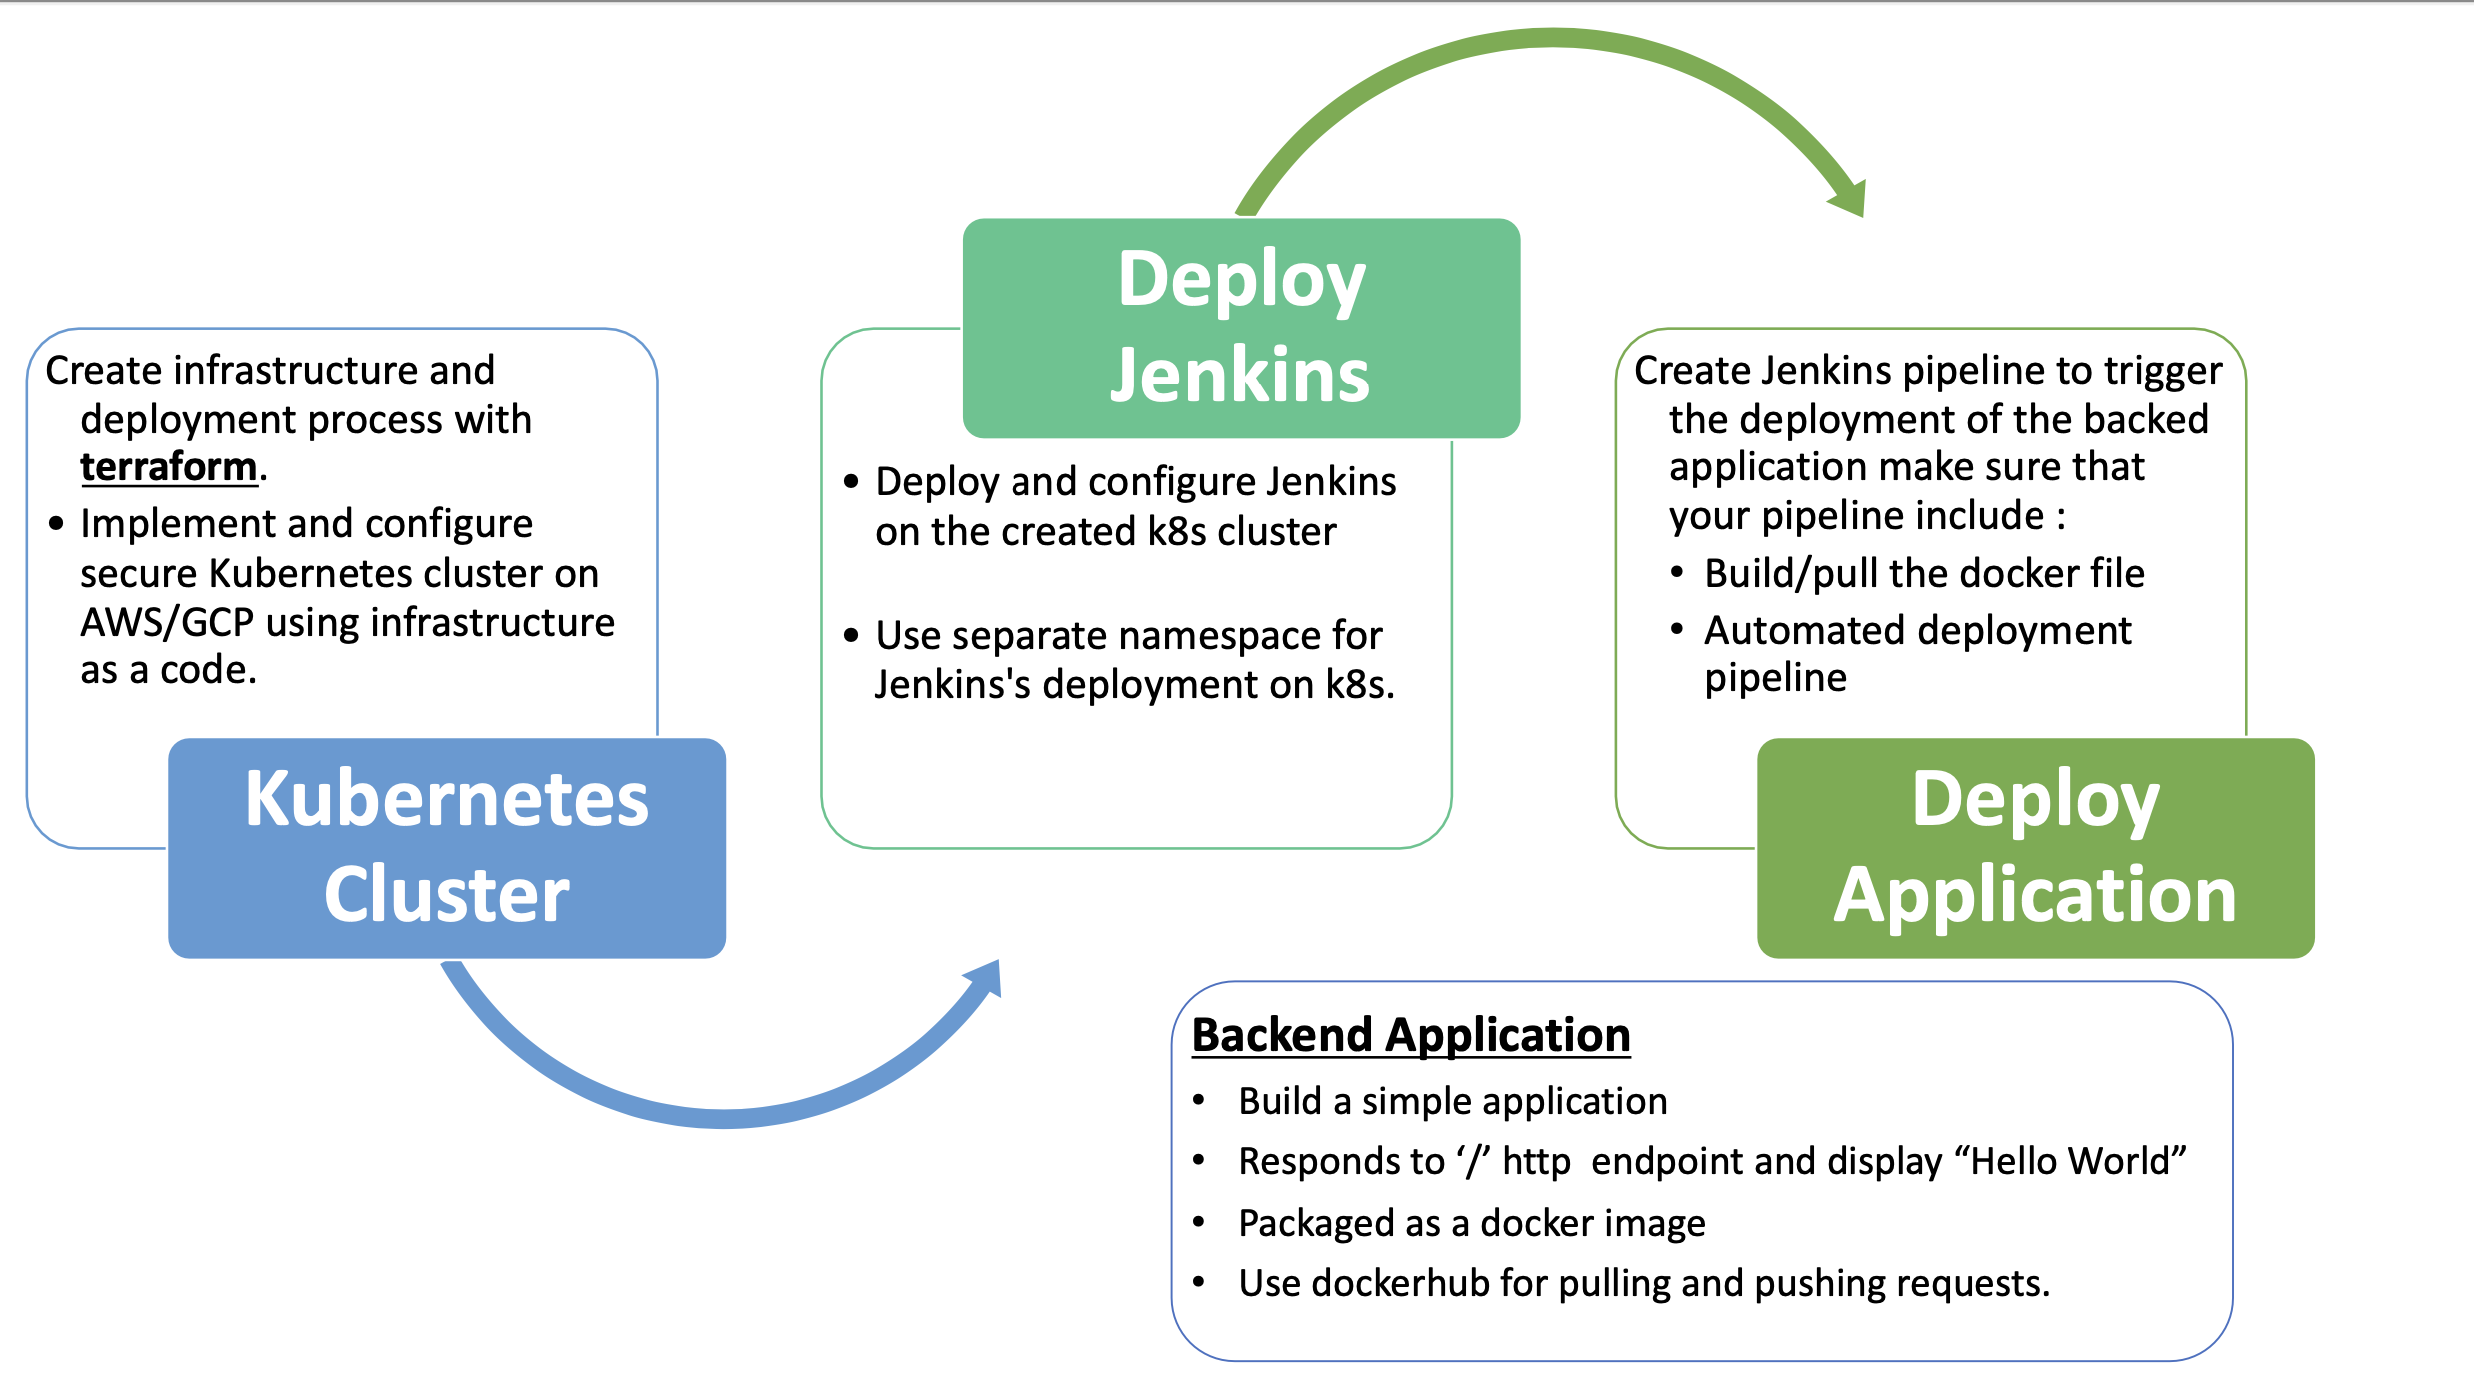 Create infrastructure and
deployment process with
terraform.
• Implement and configure
secure Kubernetes cluster on
AWS/GCP using infrastructure
as a code.
Kubernetes
Cluster
Deploy
Jenkins
• Deploy and configure Jenkins
on the created k8s cluster
• Use separate namespace for
Jenkins's deployment on k8s.
Create Jenkins pipeline to trigger
the deployment of the backed
application make sure that
your pipeline include :
• Build/pull the docker file
• Automated deployment
pipeline
Deploy
Application
Backend Application
• Build a simple application
• Responds to ‘/’ http  endpoint and display “Hello World”
• Packaged as a docker image
• Use dockerhub for pulling and pushing requests.